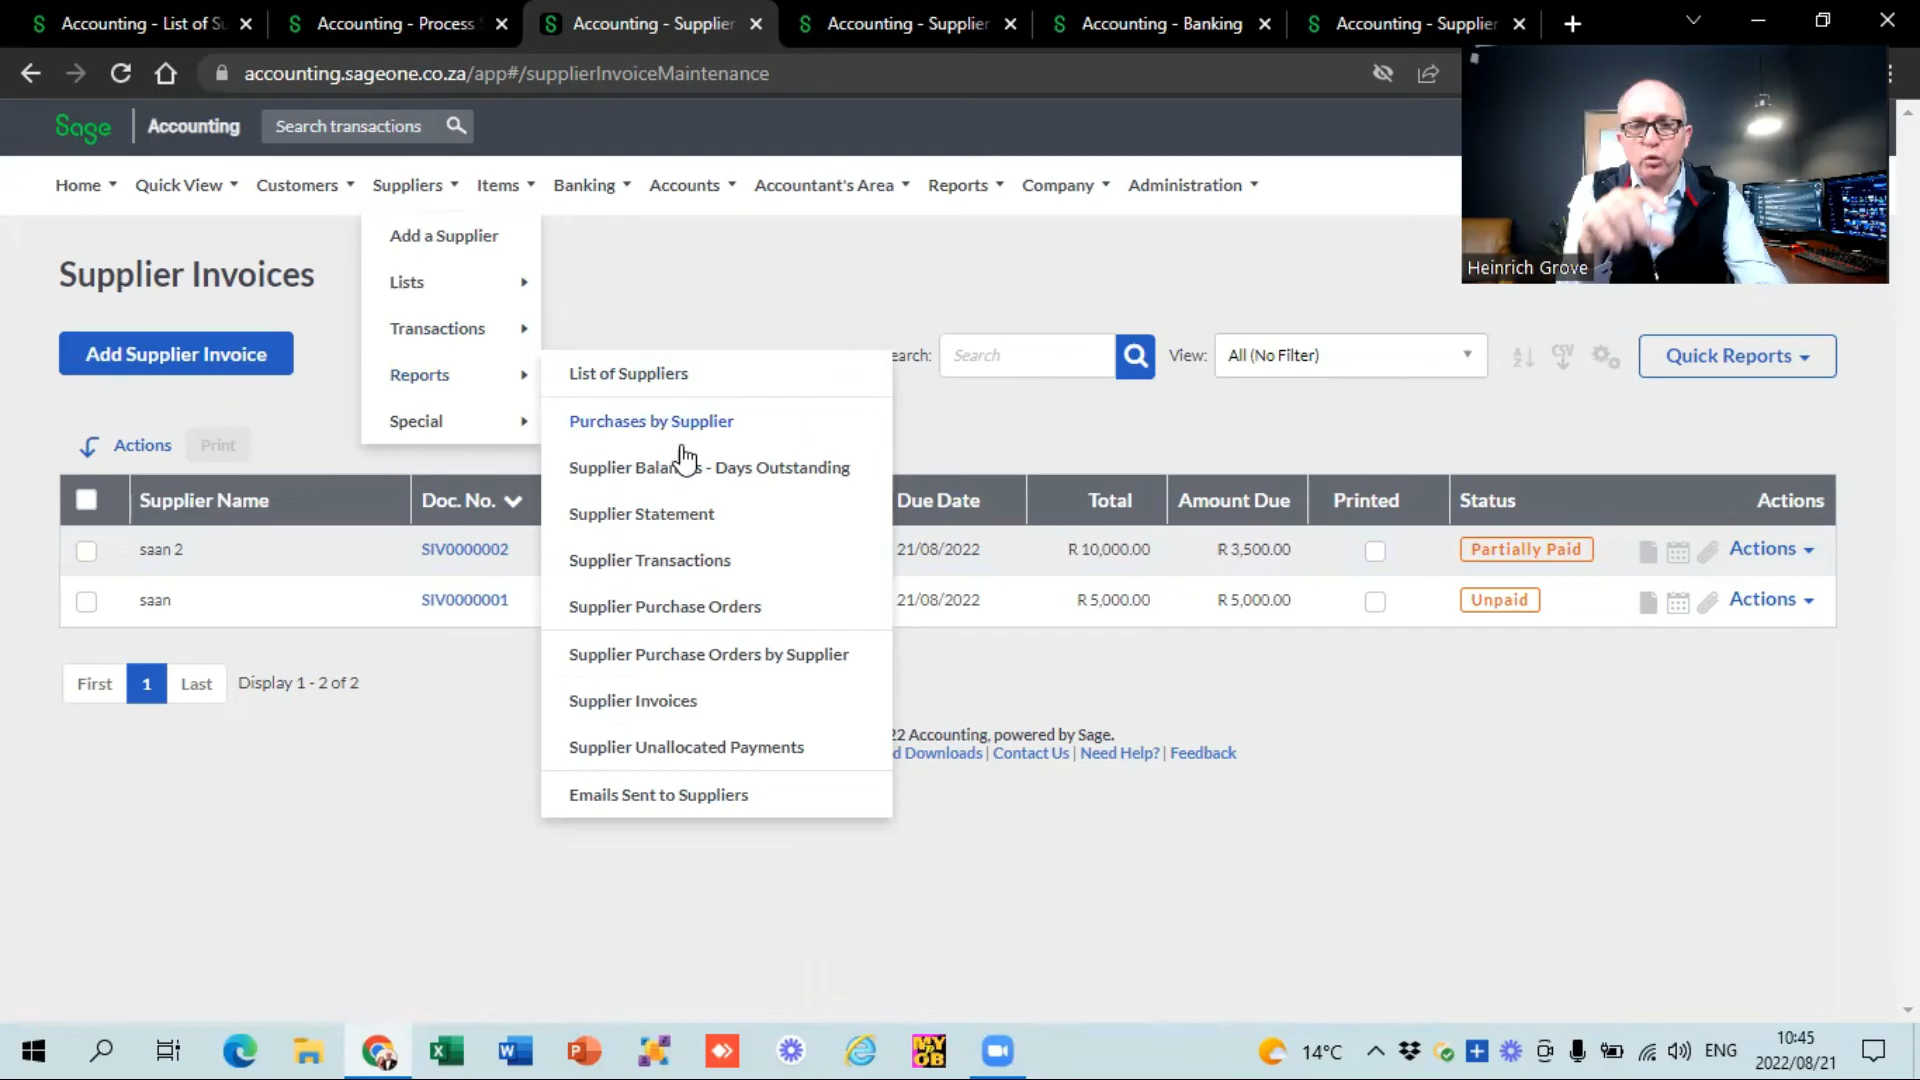 Accounting - List of Su
Accounting - Process S
Accounting - Supplier
Accounting - Supplier
Accounting - Banking
Accounting - Supplier
accounting.sageone.co.za/app#/supplierInvoiceMaintenance
Sage Accounting Search transactions
Home Quick View Customers Suppliers Items Banking Accounts Accountant's Area Reports Company Administration
Heinrich Grove
Supplier Invoices
Add a Supplier
Lists
Transactions
Reports
Special
List of Suppliers
Purchases by Supplier
Supplier Balances - Days Outstanding
Supplier Statement
Supplier Transactions
Supplier Purchase Orders
Supplier Purchase Orders by Supplier
Supplier Invoices
Supplier Unallocated Payments
Emails Sent to Suppliers
Add Supplier Invoice
earch: Search View: All (No Filter) CSV Quick Reports
Actions Print
Supplier Name Doc. No. Due Date Total Amount Due Printed Status Actions
saan 2 SIV0000002 21/08/2022 R 10,000.00 R 3,500.00 Partially Paid Actions
saan SIV0000001 21/08/2022 R 5,000.00 R 5,000.00 Unpaid Actions
First 1 Last Display 1 - 2 of 2
22 Accounting, powered by Sage.
d Downloads | Contact Us | Need Help? | Feedback
MYOB
14°C ENG
10:45
2022/08/21